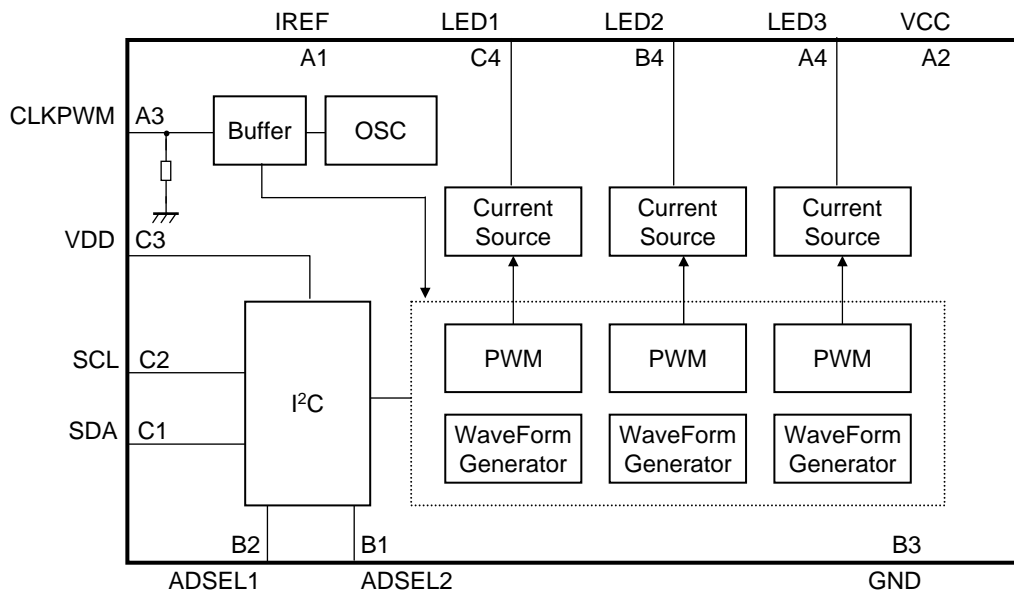 IREF LED1 LED2 LED3 VCC
A1 C4 B4 A4 A2
CLKPWM A3
Buffer OSC
Current Source
Current Source
Current Source
VDD C3
PWM PWM PWM
SCL C2
I²C
SDA C1
WaveForm Generator
WaveForm Generator
WaveForm Generator
B2 B1 B3
ADSEL1 ADSEL2 GND